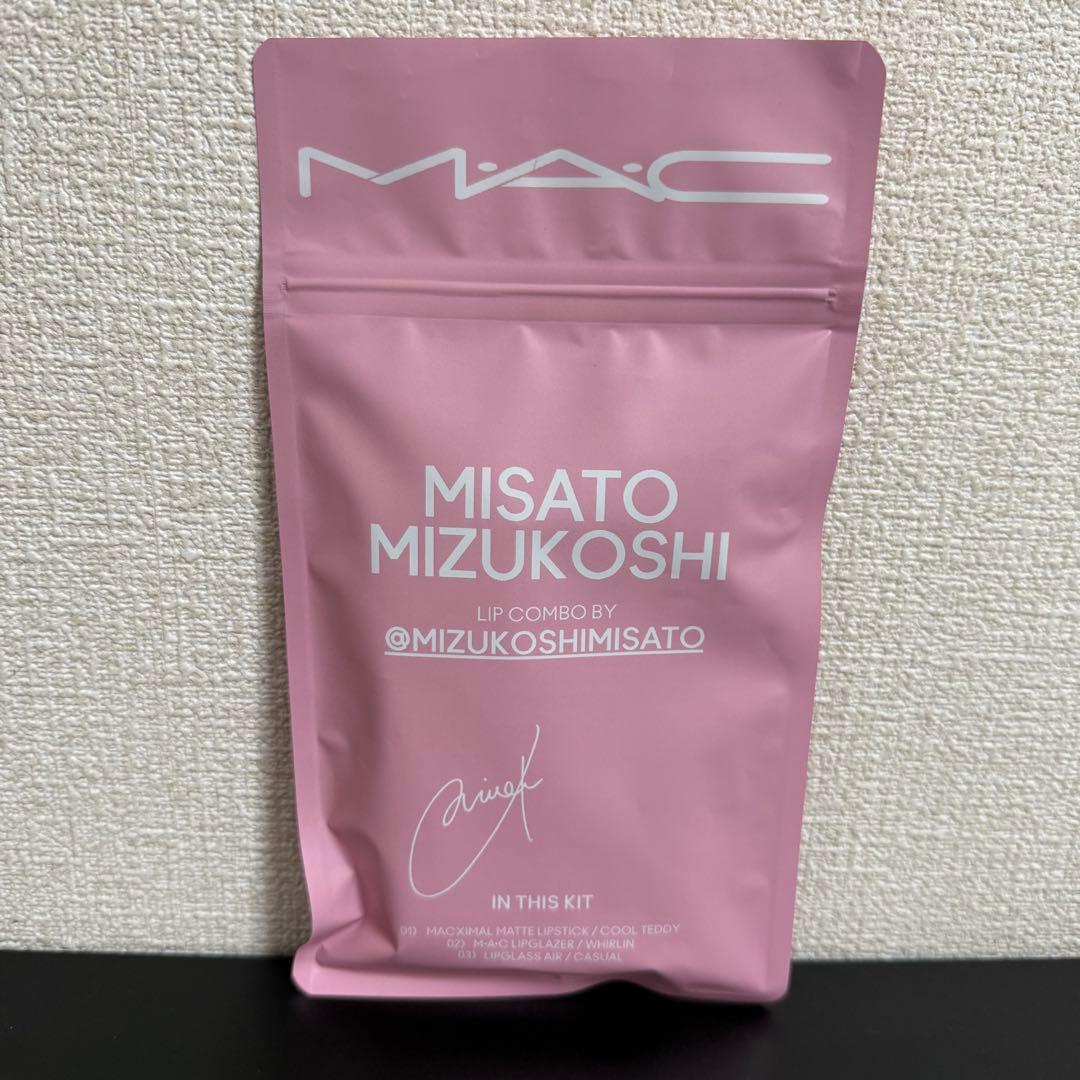 M·A·C
MISATO
MIZUKOSHI
LIP COMBO BY
@MIZUKOSHIMISATO
IN THIS KIT
01) MACXIMAL MATTE LIPSTICK / COOL TEDDY
02) M·A·C LIPGLAZER / WHIRLIN
03) LIPGLASS AIR / CASUAL